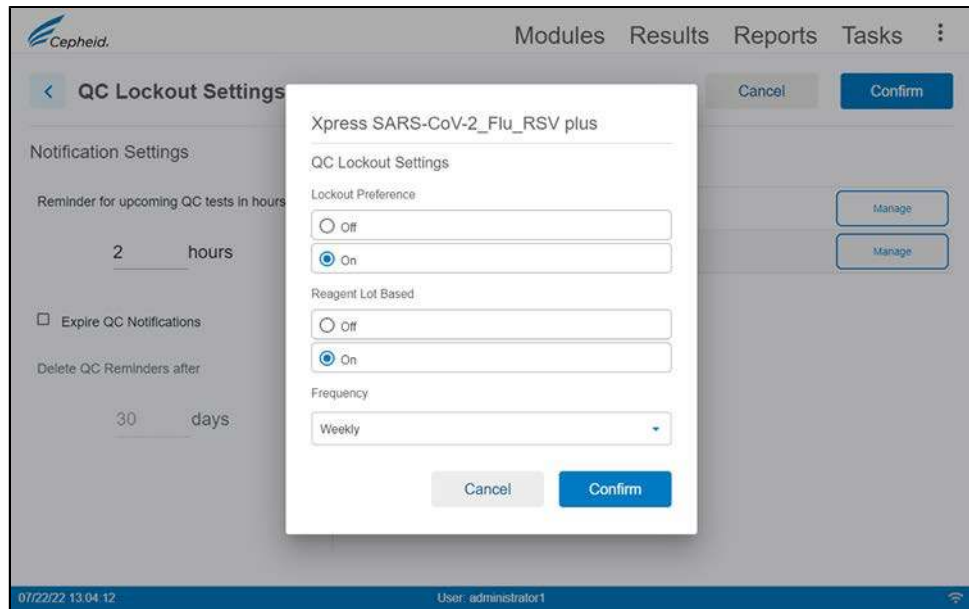 Cepheid.
Modules Results Reports Tasks
QC Lockout Settings
Cancel Confirm
Notification Settings
Reminder for upcoming QC tests in hours
2 hours
Expire QC Notifications
Delete QC Reminders after
30 days
Manage
Manage
Xpress SARS-CoV-2_Flu_RSV plus
QC Lockout Settings
Lockout Preference
Off
On
Reagent Lot Based
Off
On
Frequency
Weekly
Cancel Confirm
07/22/22 13:04:12 User: administrator1